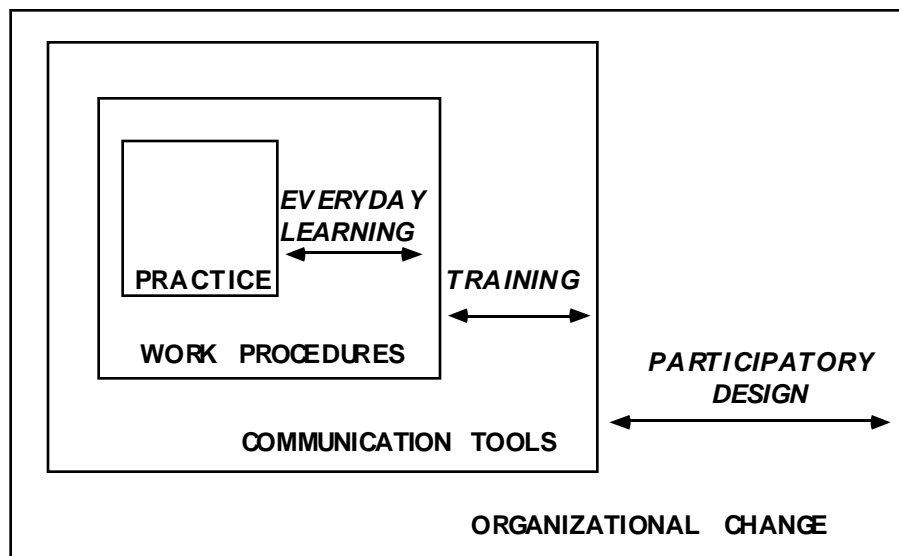 EVERYDAY
LEARNING
PRACTICE
TRAINING
WORK PROCEDURES
PARTICIPATORY
DESIGN
COMMUNICATION TOOLS
ORGANIZATIONAL CHANGE